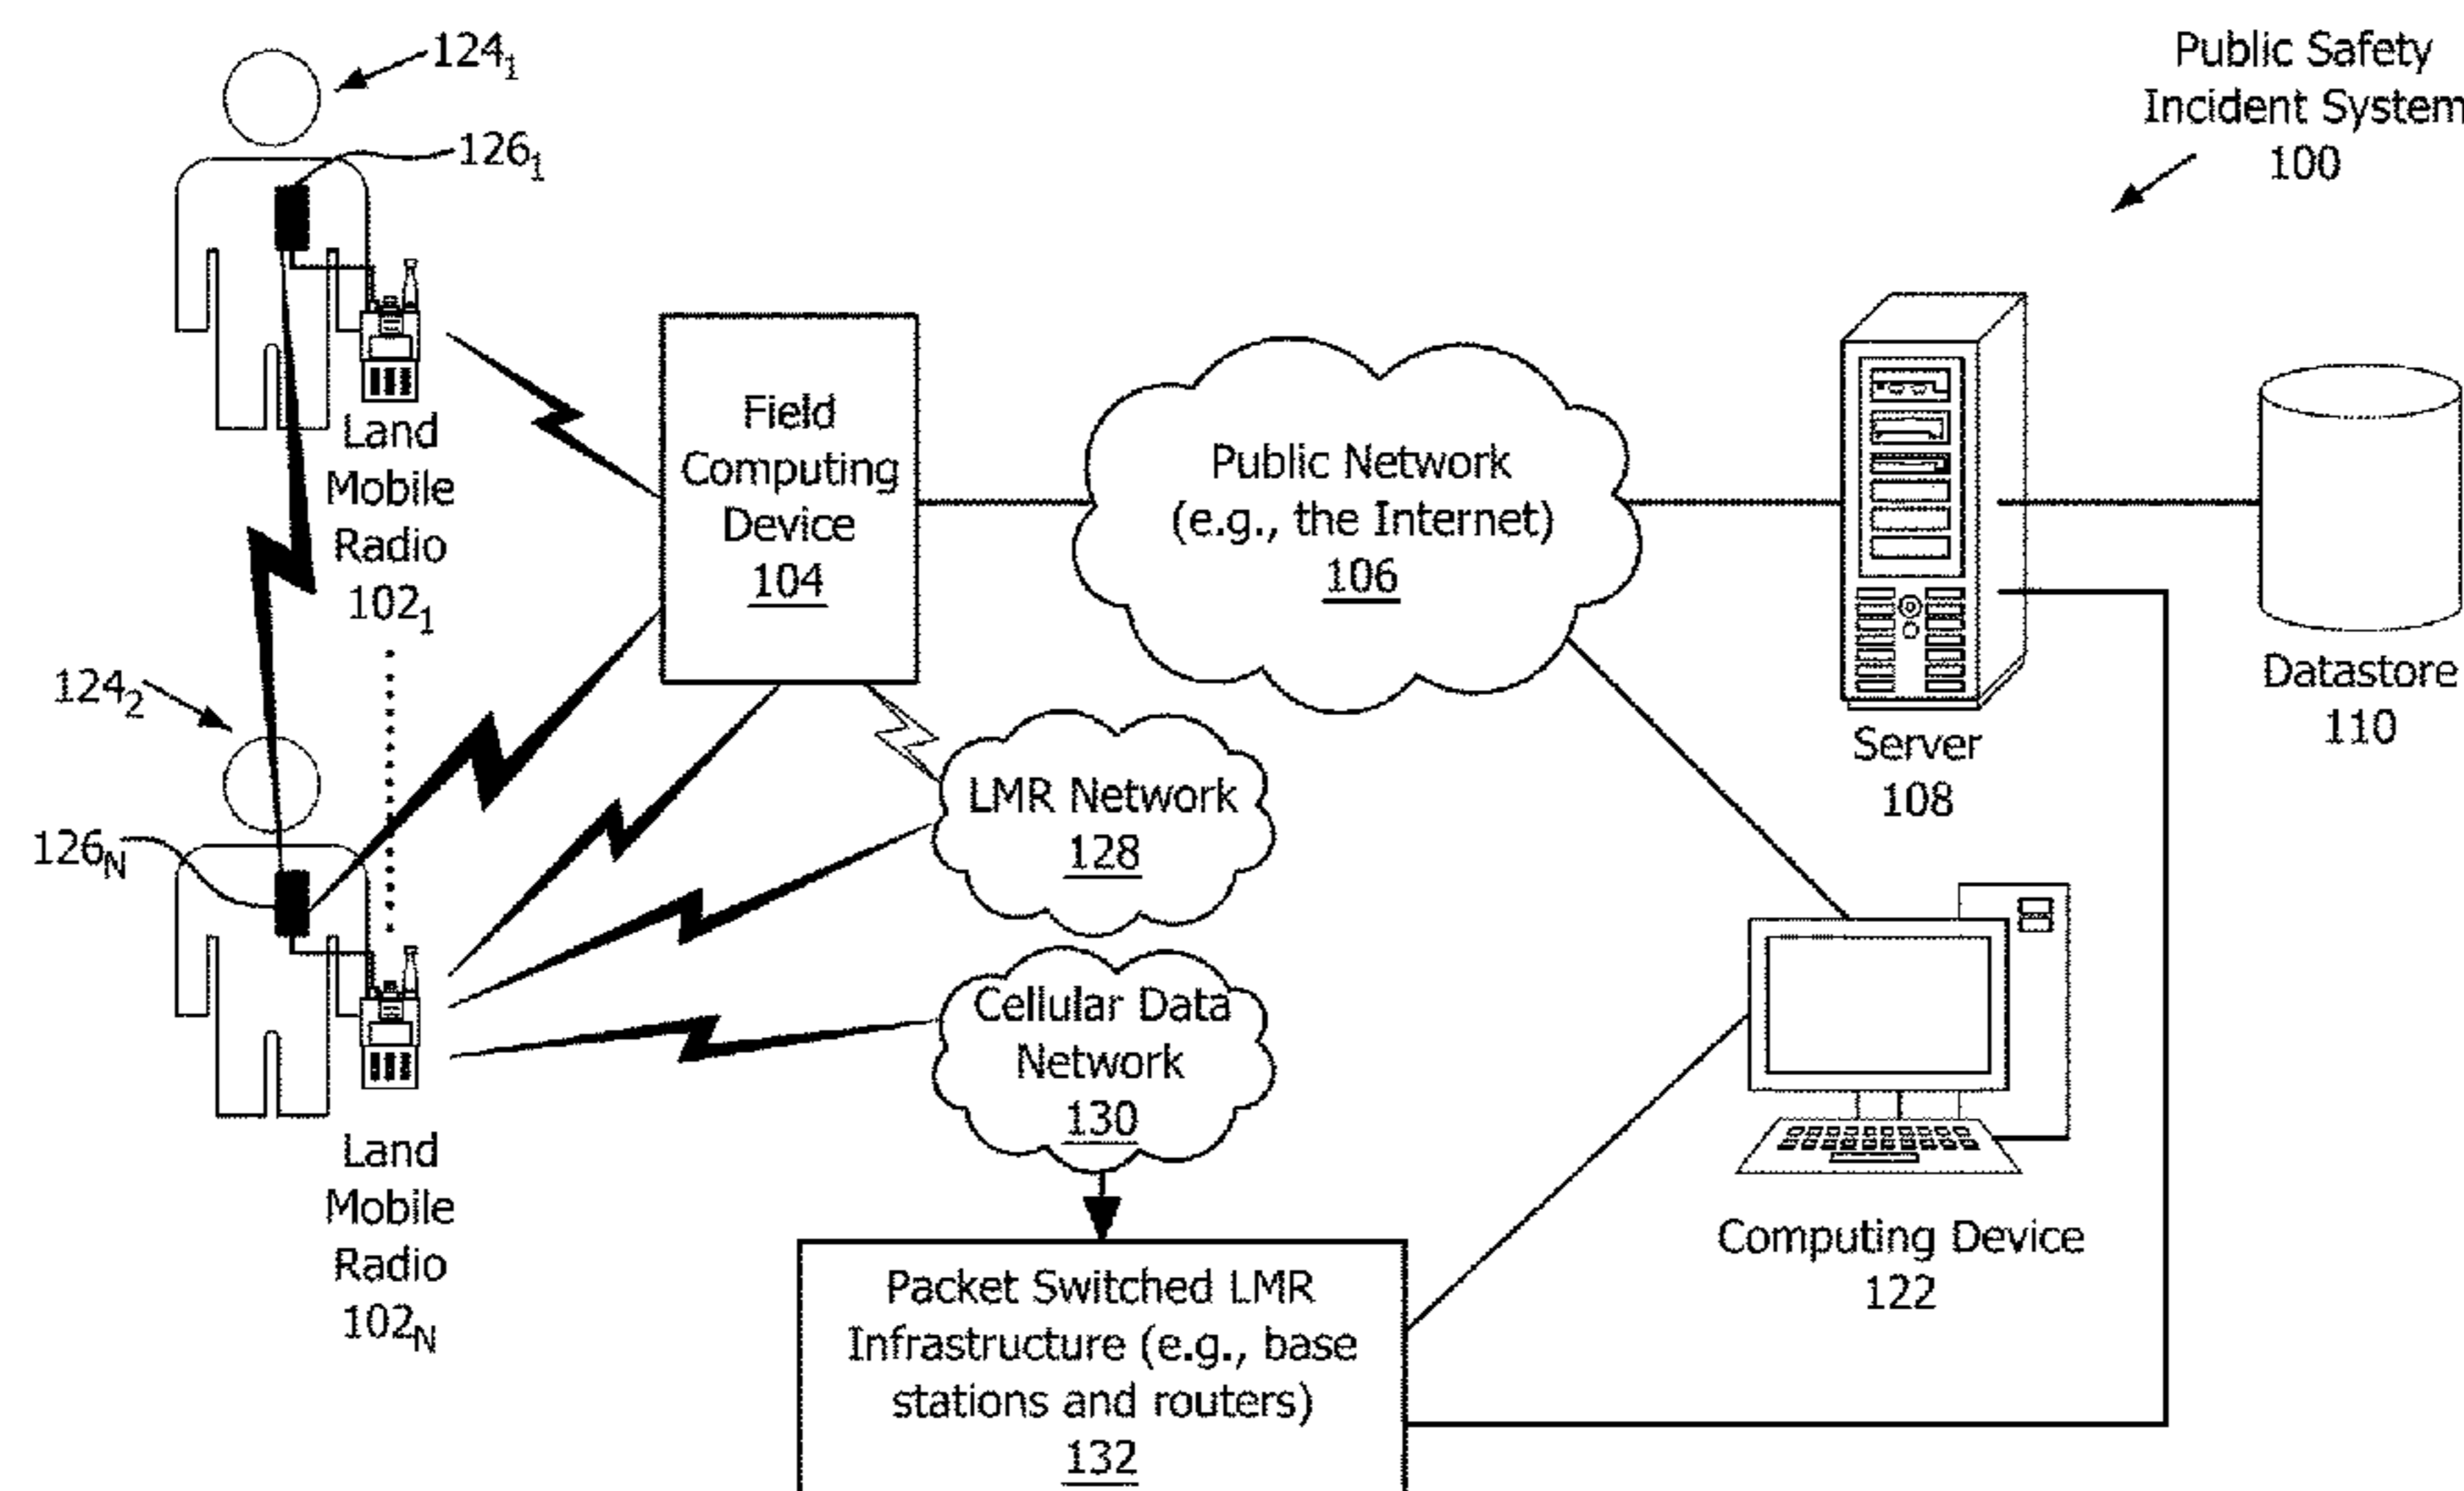 124₁
Public Safety
Incident System
100
126₁
Land
Mobile
Radio
102₁
Field
Computing
Device
104
Public Network
(e.g., the Internet)
106
Server
108
Datastore
110
124₂
126_N
LMR Network
128
Cellular Data
Network
130
Land
Mobile
Radio
102_N
Computing Device
122
Packet Switched LMR
Infrastructure (e.g., base
stations and routers)
132